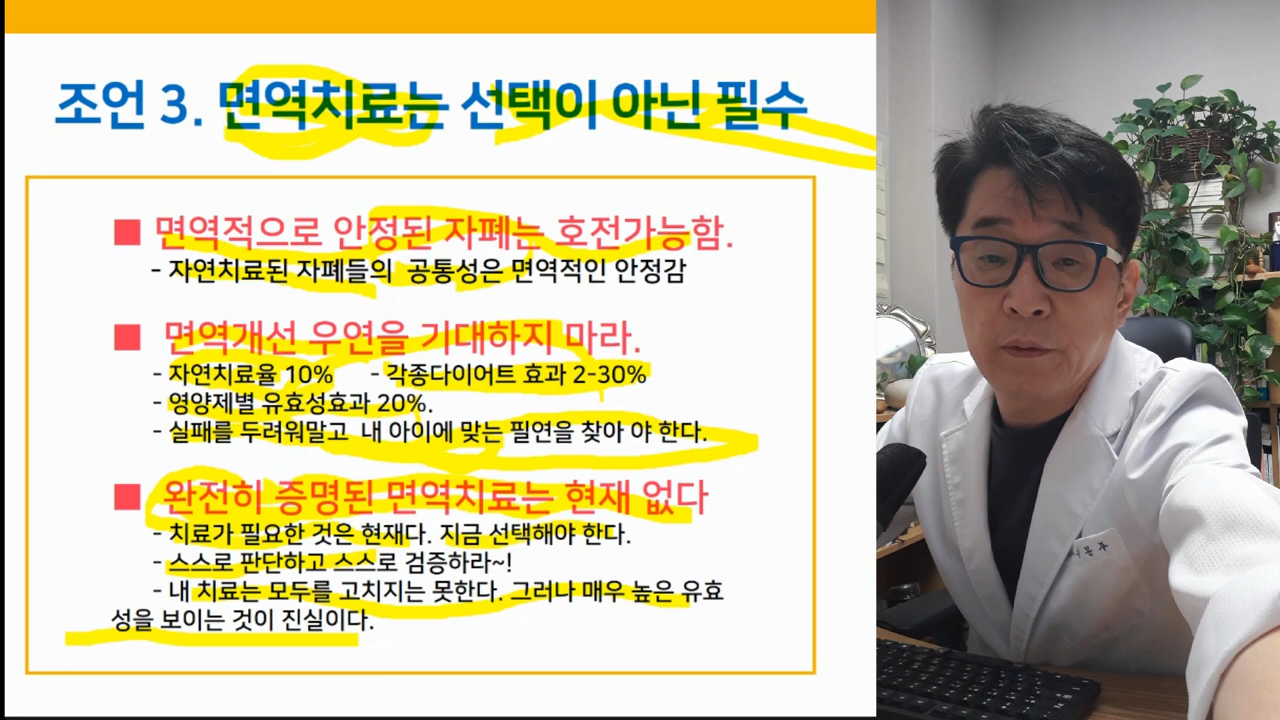 조언 3. 면역치료는 선택이 아닌 필수
■ 면역적으로 안정된 자폐는 호전가능함.
- 자연치료된 자폐들의 공통성은 면역적인 안정감
■ 면역개선 우연을 기대하지 마라.
- 자연치료율 10% - 각종다이어트 효과 2-30%
- 영양제별 유효성효과 20%.
- 실패를 두려워말고 내 아이에 맞는 필연을 찾아 야 한다.
■ 완전히 증명된 면역치료는 현재 없다
- 치료가 필요한 것은 현재다. 지금 선택해야 한다.
- 스스로 판단하고 스스로 검증하라~!
- 내 치료는 모두를 고치지는 못한다. 그러나 매우 높은 유효
성을 보이는 것이 진실이다.